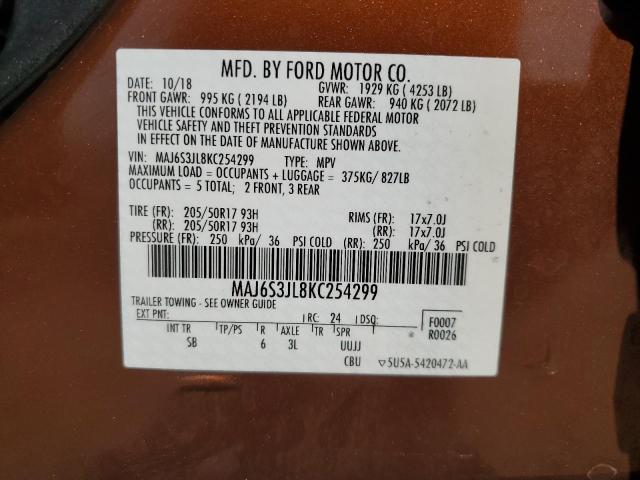 MFD. BY FORD MOTOR CO.
DATE: 10/18 GVWR: 1929 KG ( 4253 LB)
FRONT GAWR: 995 KG ( 2194 LB) REAR GAWR: 940 KG ( 2072 LB)
THIS VEHICLE CONFORMS TO ALL APPLICABLE FEDERAL MOTOR
VEHICLE SAFETY AND THEFT PREVENTION STANDARDS
IN EFFECT ON THE DATE OF MANUFACTURE SHOWN ABOVE.
VIN: MAJ6S3JL8KC254299 TYPE: MPV
MAXIMUM LOAD = OCCUPANTS + LUGGAGE = 375KG/ 827LB
OCCUPANTS = 5 TOTAL; 2 FRONT, 3 REAR
TIRE (FR): 205/50R17 93H RIMS (FR): 17x7.0J
(RR): 205/50R17 93H (RR): 17x7.0J
PRESSURE (FR): 250 kPa/ 36 PSI COLD (RR): 250 kPa/ 36 PSI COLD
MAJ6S3JL8KC254299
TRAILER TOWING - SEE OWNER GUIDE
EXT PNT: RC: 24 DSO: F0007
INT TR TP/PS R AXLE TR SPR R0026
SB 6 3L UUJJ
CBU ▽5U5A-5420472-AA